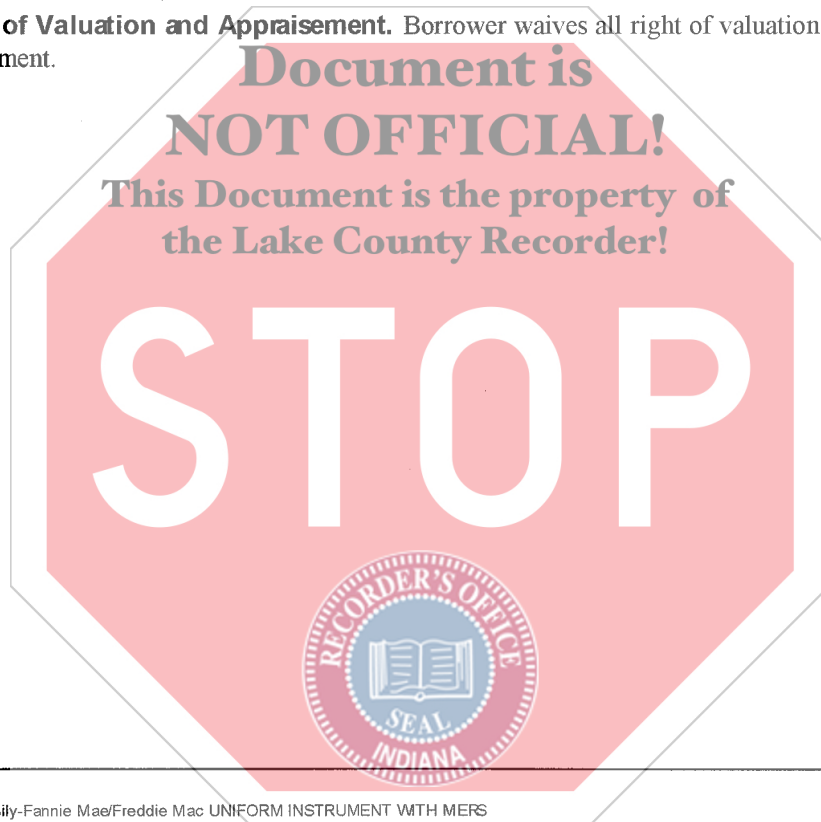 of Valuation and Appraisement. Borrower waives all right of valuation
ment.
Document is
NOT OFFICIAL!
This Document is the property of
the Lake County Recorder!
STOP
RECORDER'S OFFICE
SEAL
INDIANA
ily-Fannie Mae/Freddie Mac UNIFORM INSTRUMENT WITH MERS